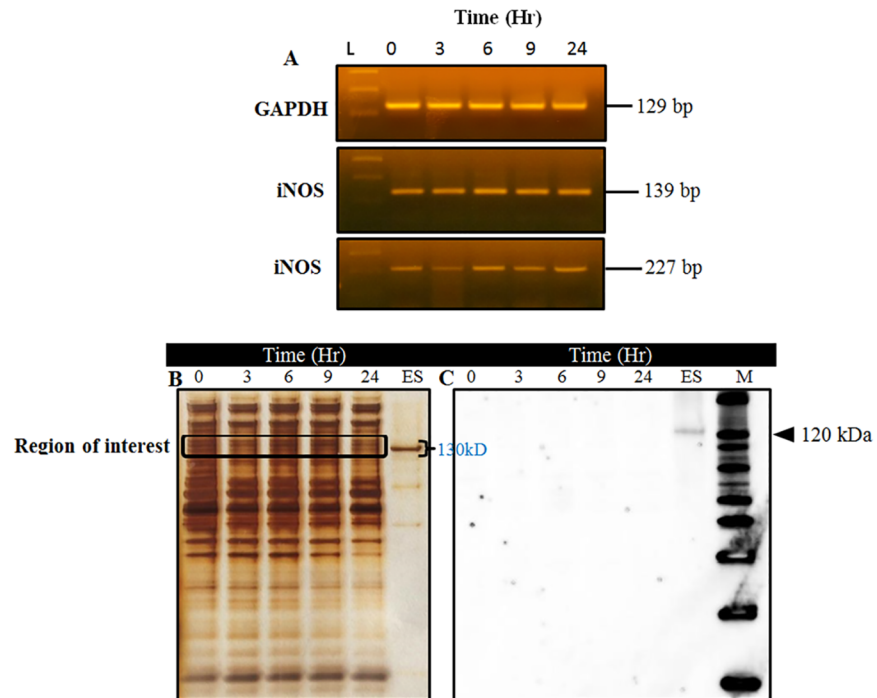 Time (Hr)
A L 0 3 6 9 24
GAPDH 129 bp
iNOS 139 bp
iNOS 227 bp
Time (Hr) Time (Hr)
B 0 3 6 9 24 ES C 0 3 6 9 24 ES M
Region of interest 130kD 120 kDa